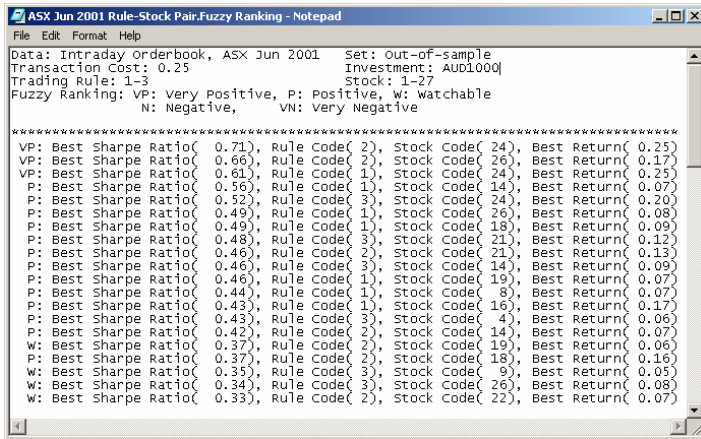 ASX Jun 2001 Rule-Stock Pair.Fuzzy Ranking - Notepad
File Edit Format Help
Data: Intraday Orderbook, ASX Jun 2001 Set: Out-of-sample
Transaction Cost: 0.25 Investment: AUD1000
Trading Rule: 1-3 Stock: 1-27
Fuzzy Ranking: VP: Very Positive, P: Positive, W: Watchable
N: Negative, VN: Very Negative
*******************************************************************************
VP: Best Sharpe Ratio( 0.71), Rule Code( 2), Stock Code( 24), Best Return( 0.25)
VP: Best Sharpe Ratio( 0.66), Rule Code( 2), Stock Code( 26), Best Return( 0.17)
VP: Best Sharpe Ratio( 0.61), Rule Code( 1), Stock Code( 24), Best Return( 0.25)
P: Best Sharpe Ratio( 0.56), Rule Code( 1), Stock Code( 14), Best Return( 0.07)
P: Best Sharpe Ratio( 0.52), Rule Code( 3), Stock Code( 24), Best Return( 0.20)
P: Best Sharpe Ratio( 0.49), Rule Code( 1), Stock Code( 26), Best Return( 0.08)
P: Best Sharpe Ratio( 0.49), Rule Code( 1), Stock Code( 18), Best Return( 0.09)
P: Best Sharpe Ratio( 0.48), Rule Code( 3), Stock Code( 21), Best Return( 0.12)
P: Best Sharpe Ratio( 0.46), Rule Code( 2), Stock Code( 21), Best Return( 0.13)
P: Best Sharpe Ratio( 0.46), Rule Code( 3), Stock Code( 14), Best Return( 0.09)
P: Best Sharpe Ratio( 0.46), Rule Code( 1), Stock Code( 19), Best Return( 0.07)
P: Best Sharpe Ratio( 0.44), Rule Code( 1), Stock Code( 8), Best Return( 0.07)
P: Best Sharpe Ratio( 0.43), Rule Code( 1), Stock Code( 16), Best Return( 0.17)
P: Best Sharpe Ratio( 0.43), Rule Code( 3), Stock Code( 4), Best Return( 0.06)
P: Best Sharpe Ratio( 0.42), Rule Code( 2), Stock Code( 14), Best Return( 0.07)
W: Best Sharpe Ratio( 0.37), Rule Code( 2), Stock Code( 19), Best Return( 0.06)
P: Best Sharpe Ratio( 0.37), Rule Code( 2), Stock Code( 18), Best Return( 0.16)
W: Best Sharpe Ratio( 0.35), Rule Code( 3), Stock Code( 9), Best Return( 0.05)
W: Best Sharpe Ratio( 0.34), Rule Code( 3), Stock Code( 26), Best Return( 0.08)
W: Best Sharpe Ratio( 0.33), Rule Code( 2), Stock Code( 22), Best Return( 0.07)